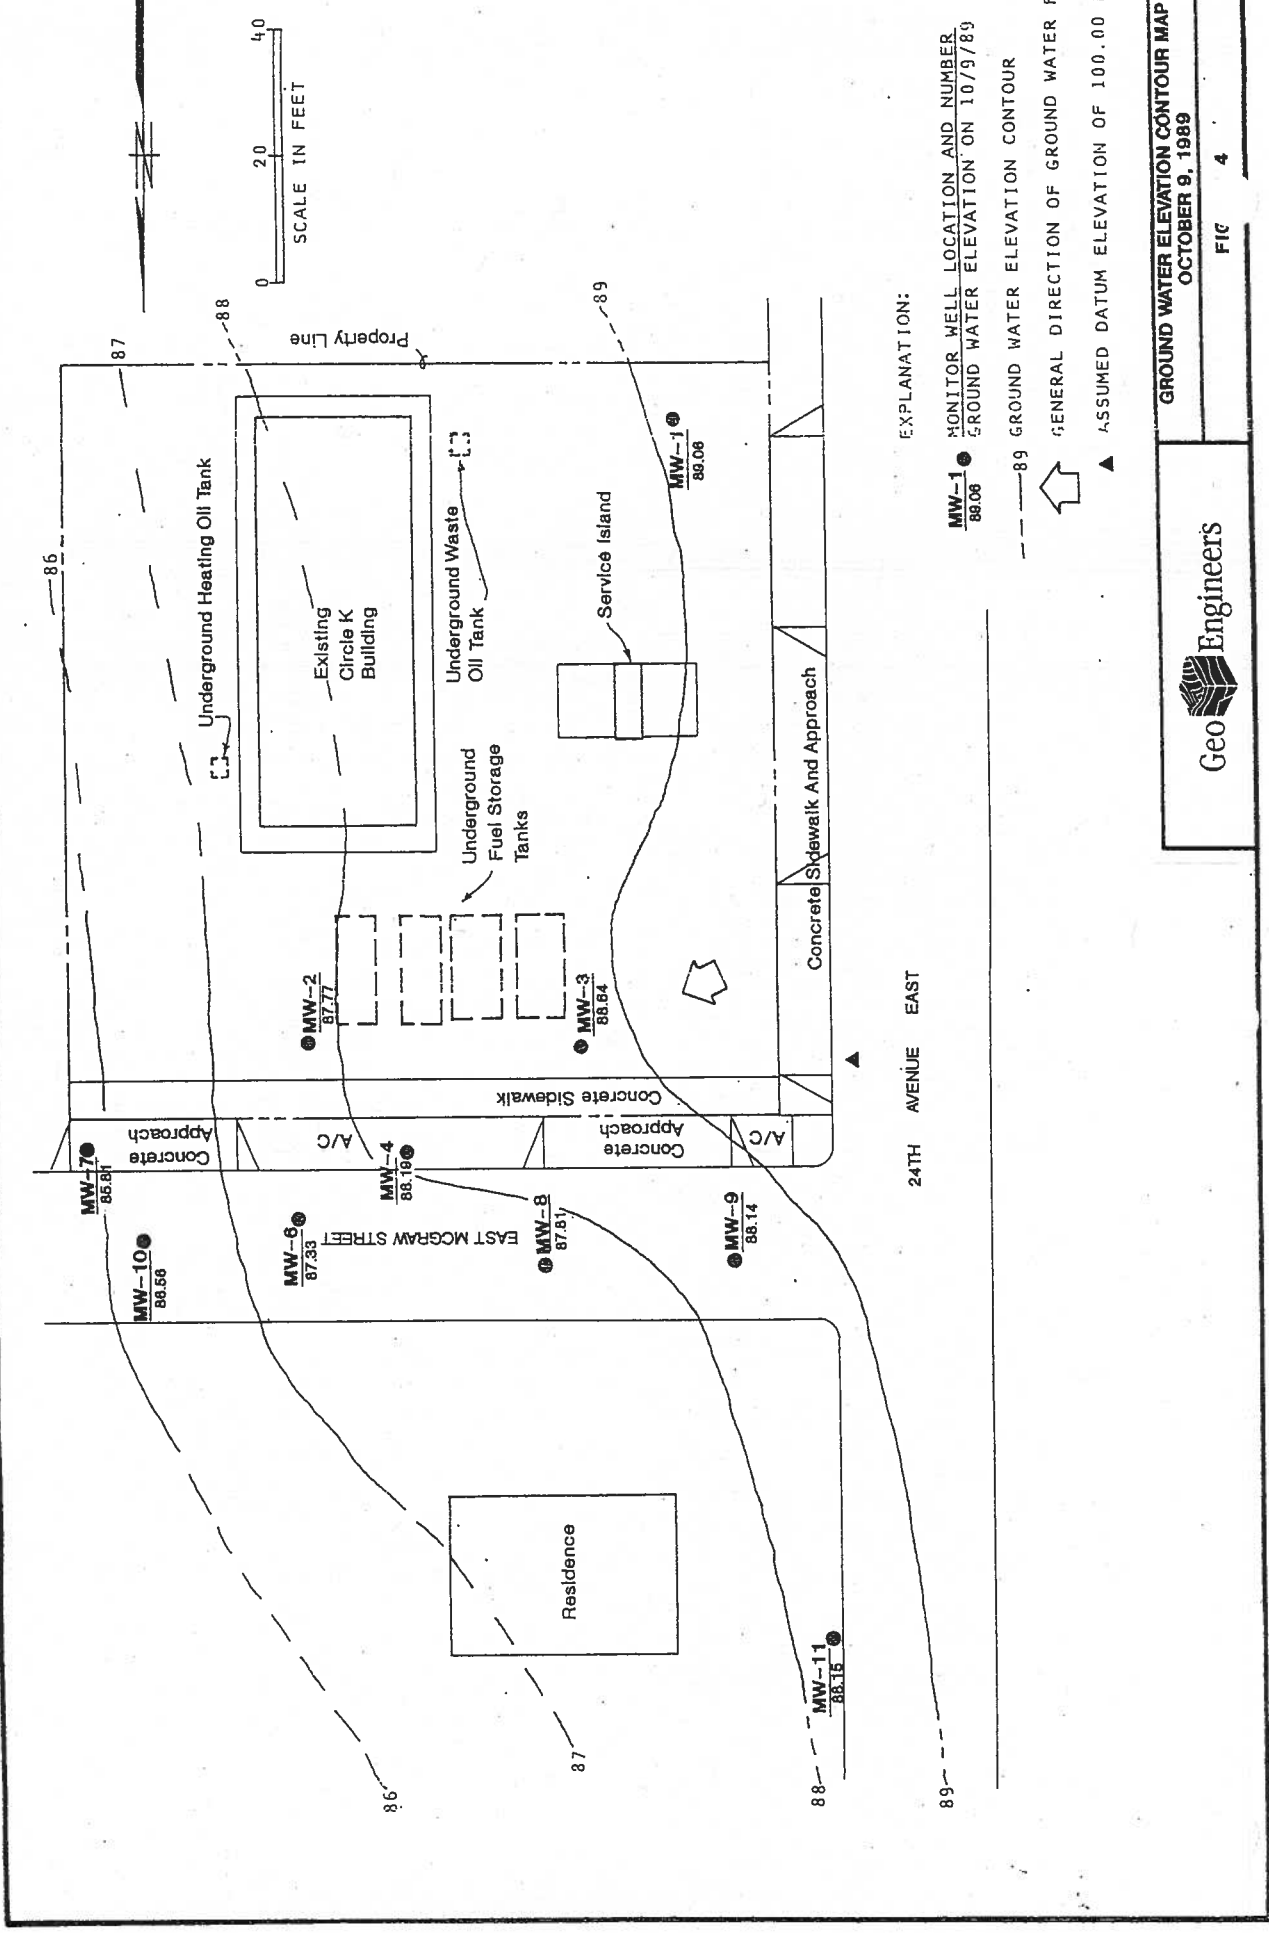 86
87
88
89
0 20 40
SCALE IN FEET
Property Line
Underground Heating Oil Tank
Existing
Circle K
Building
Underground Waste
Oil Tank
Service Island
Underground
Fuel Storage
Tanks
MW-1
89.06
MW-2
87.77
MW-3
88.64
Concrete Sidewalk
Concrete Sidewalk And Approach
Concrete
Approach
A/C
Concrete
Approach
A/C
MW-7
85.81
MW-4
88.19
MW-10
86.56
MW-6
87.33
EAST MCGRAW STREET
MW-8
87.81
MW-9
88.14
24TH AVENUE EAST
Residence
MW-11
88.15
86
87
88
89
EXPLANATION:
MW-1
89.06
MONITOR WELL LOCATION AND NUMBER
GROUND WATER ELEVATION ON 10/9/89
89 GROUND WATER ELEVATION CONTOUR
GENERAL DIRECTION OF GROUND WATER
ASSUMED DATUM ELEVATION OF 100.00
Geo Engineers
GROUND WATER ELEVATION CONTOUR MAP
OCTOBER 9, 1989
4